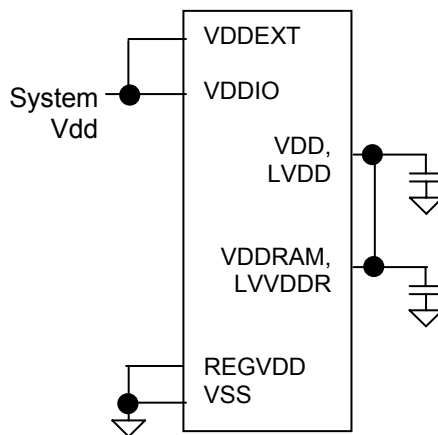 VDDEXT
System
Vdd
VDDIO
VDD,
LVDD
VDDRAM,
LVVDDR
REGVDD
VSS